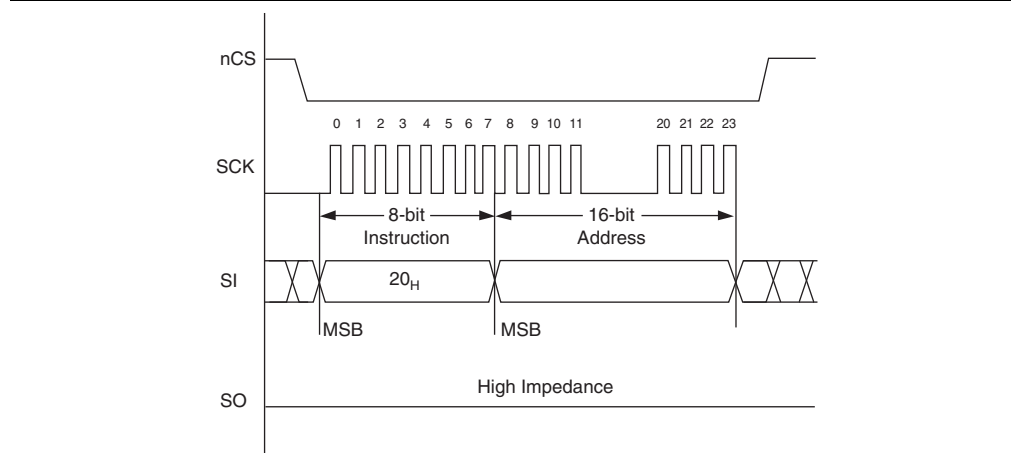 nCS
0 1 2 3 4 5 6 7 8 9 10 11 20 21 22 23
SCK
8-bit 16-bit
Instruction Address
SI 20H
MSB MSB
High Impedance
SO